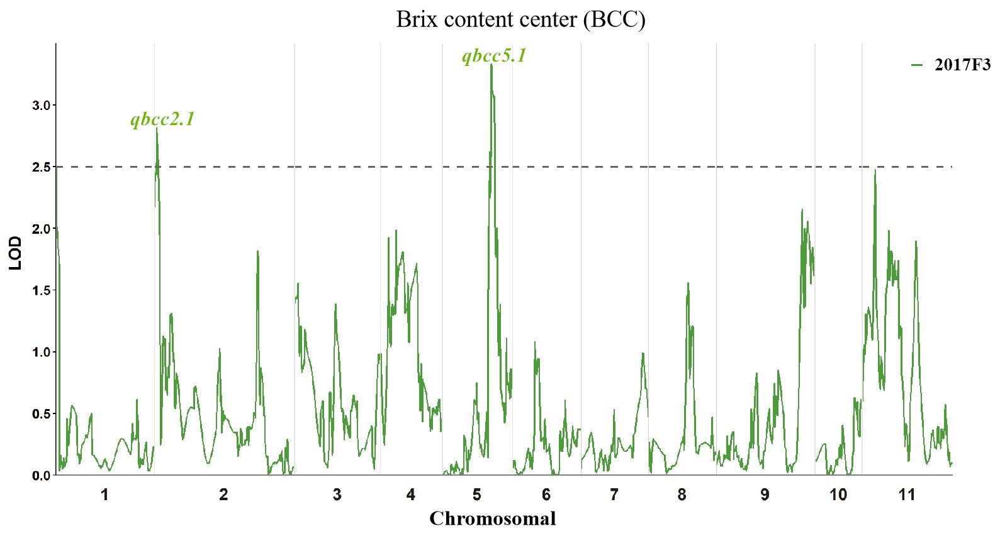 Brix content center (BCC)
qbcc5.1
2017F3
3.0
qbcc2.1
2.5
2.0
LOD
1.5
1.0
0.5
0.0
1 2 3 4 5 6 7 8 9 10 11
Chromosomal